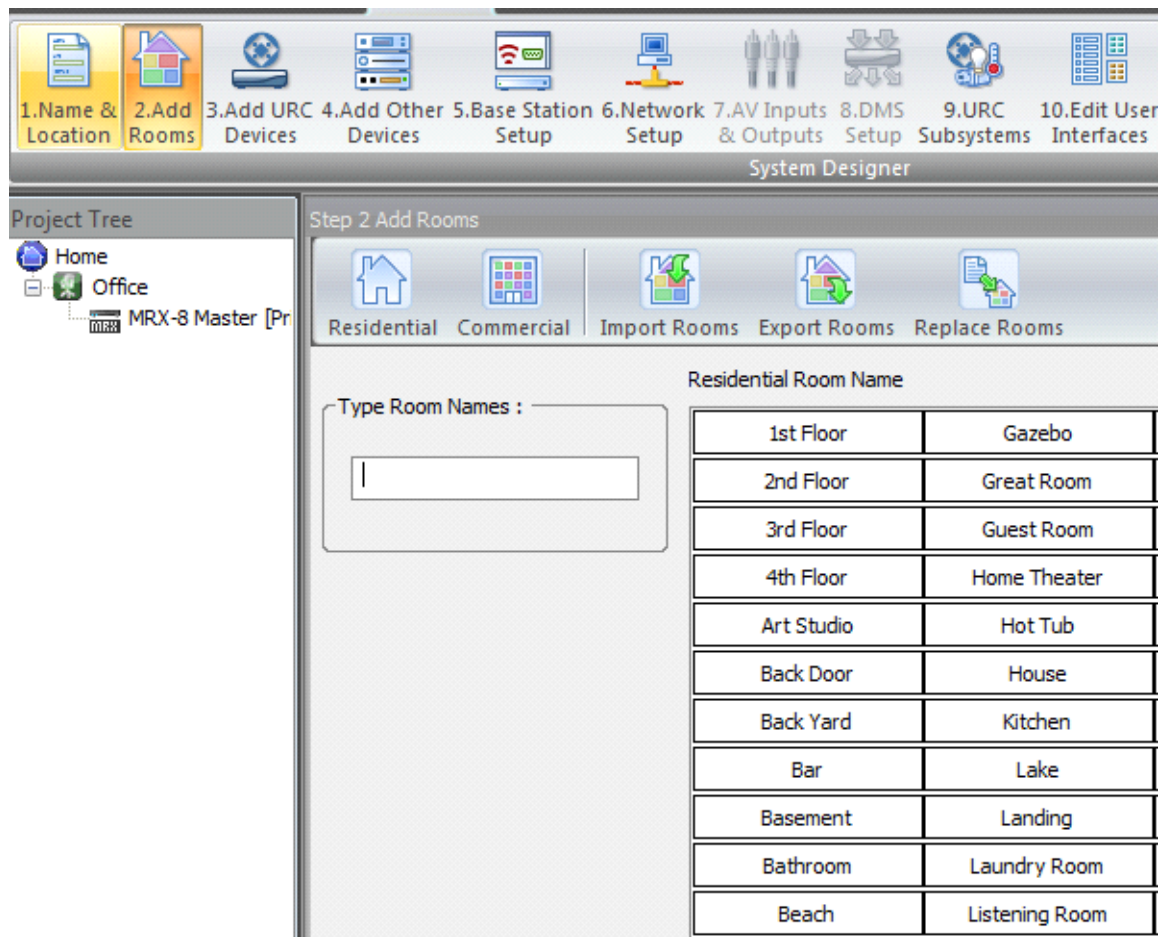 1.Name & Location
2.Add Rooms
3.Add URC Devices
4.Add Other Devices
5.Base Station Setup
6.Network Setup
7.AV Inputs & Outputs
8.DMS Setup
9.URC Subsystems
10.Edit User Interfaces
System Designer
Project Tree
Home
Office
MRX
MRX-8 Master [Pr
Step 2 Add Rooms
Residential
Commercial
Import Rooms
Export Rooms
Replace Rooms
Type Room Names :
Residential Room Name
1st Floor Gazebo
2nd Floor Great Room
3rd Floor Guest Room
4th Floor Home Theater
Art Studio Hot Tub
Back Door House
Back Yard Kitchen
Bar Lake
Basement Landing
Bathroom Laundry Room
Beach Listening Room